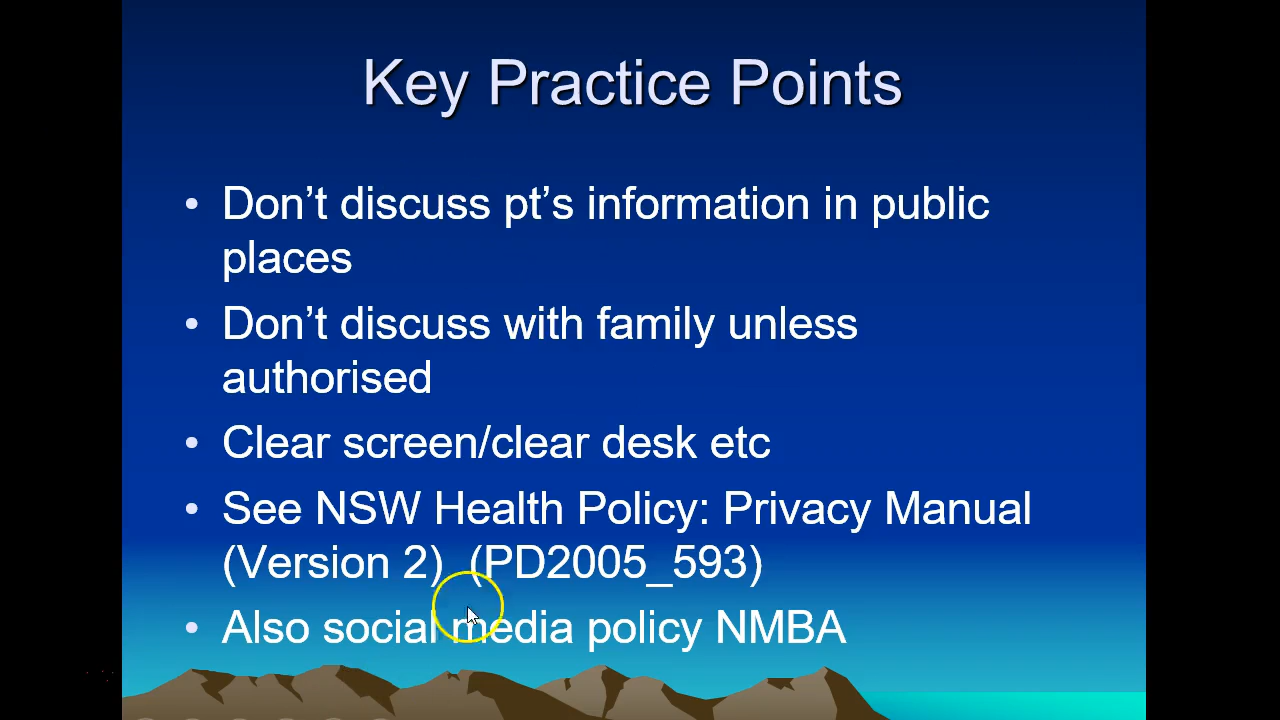 Key Practice Points
• Don't discuss pt's information in public
places
• Don't discuss with family unless
authorised
• Clear screen/clear desk etc
• See NSW Health Policy: Privacy Manual
(Version 2)  (PD2005_593)
• Also social media policy NMBA